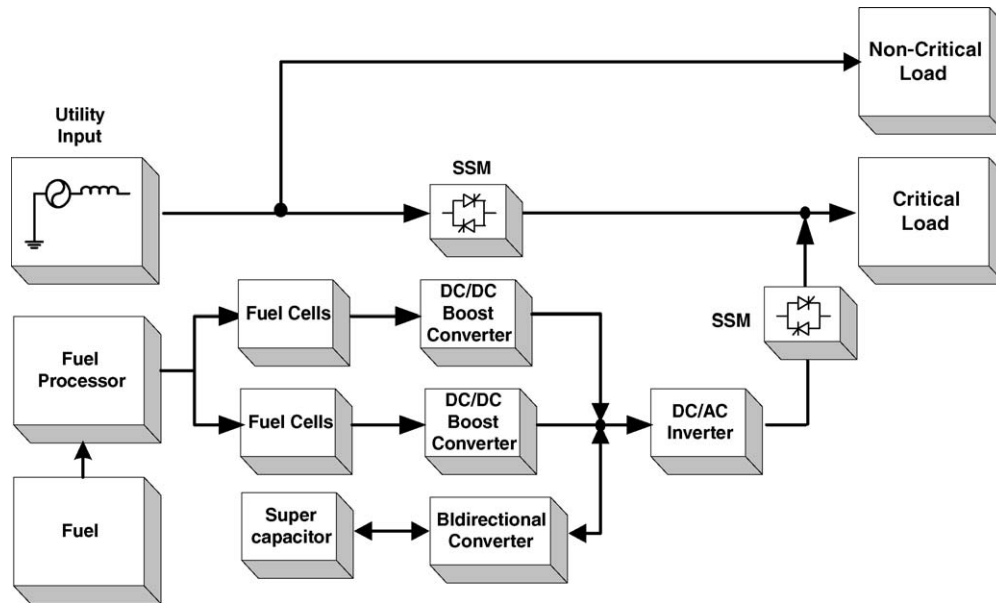 Non-Critical
Load
Utility
Input
SSM
Critical
Load
Fuel Cells
DC/DC
Boost
Converter
SSM
Fuel
Processor
Fuel Cells
DC/DC
Boost
Converter
DC/AC
Inverter
Fuel
Super
capacitor
BIdirectional
Converter